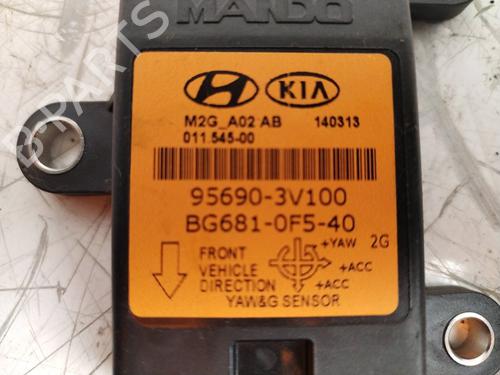 MANDO
HYUNDAI KIA
M2G_A02 AB 140313
011.545-00
95690-3V100
BG681-0F5-40
FRONT VEHICLE DIRECTION
+YAW 2G
+ACC
+ACC
YAW&G SENSOR